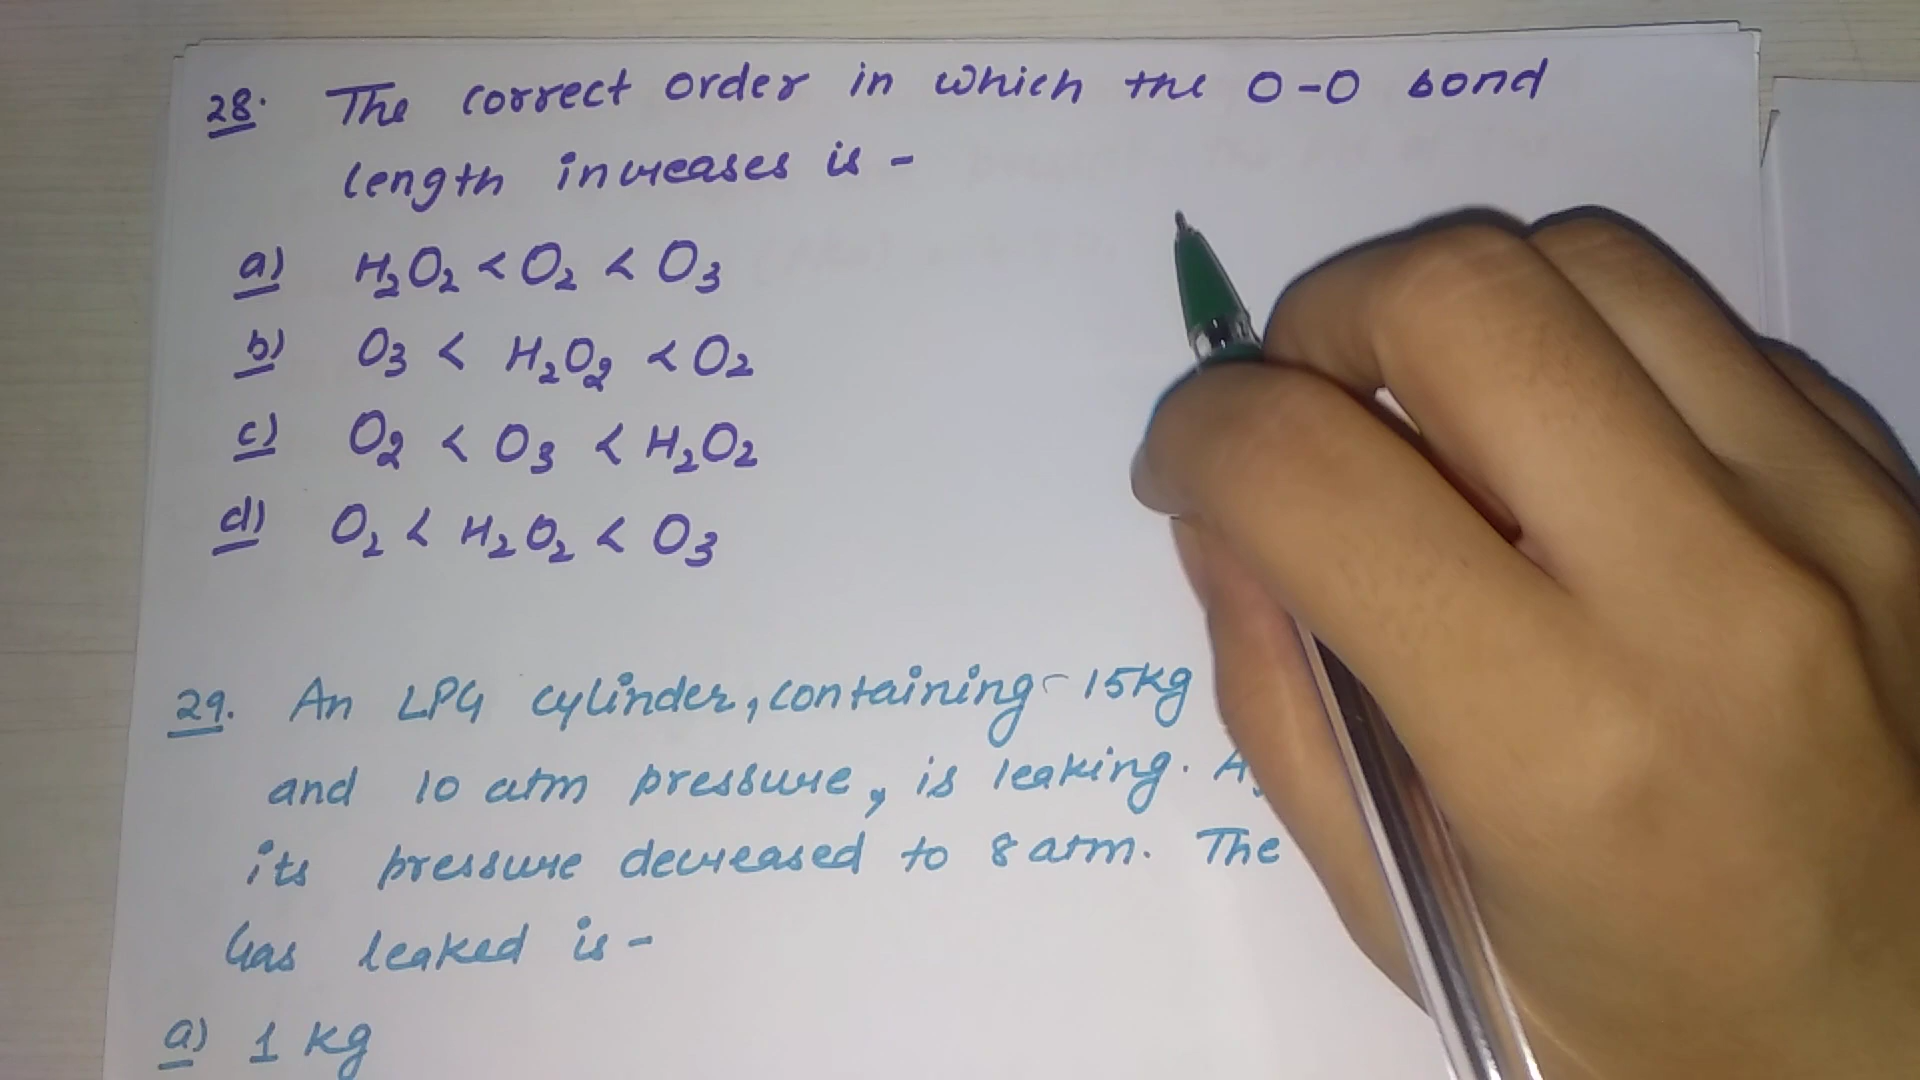 28. The correct order in which the O-O bond
length increases is -
a) H₂O₂ < O₂ < O₃
b) O₃ < H₂O₂ < O₂
c) O₂ < O₃ < H₂O₂
d) O₂ < H₂O₂ < O₃
29. An LPG cylinder, containing 15kg
and 10 atm pressure, is leaking.
its pressure decreased to 8 atm. The
Gas leaked is -
a) 1 kg